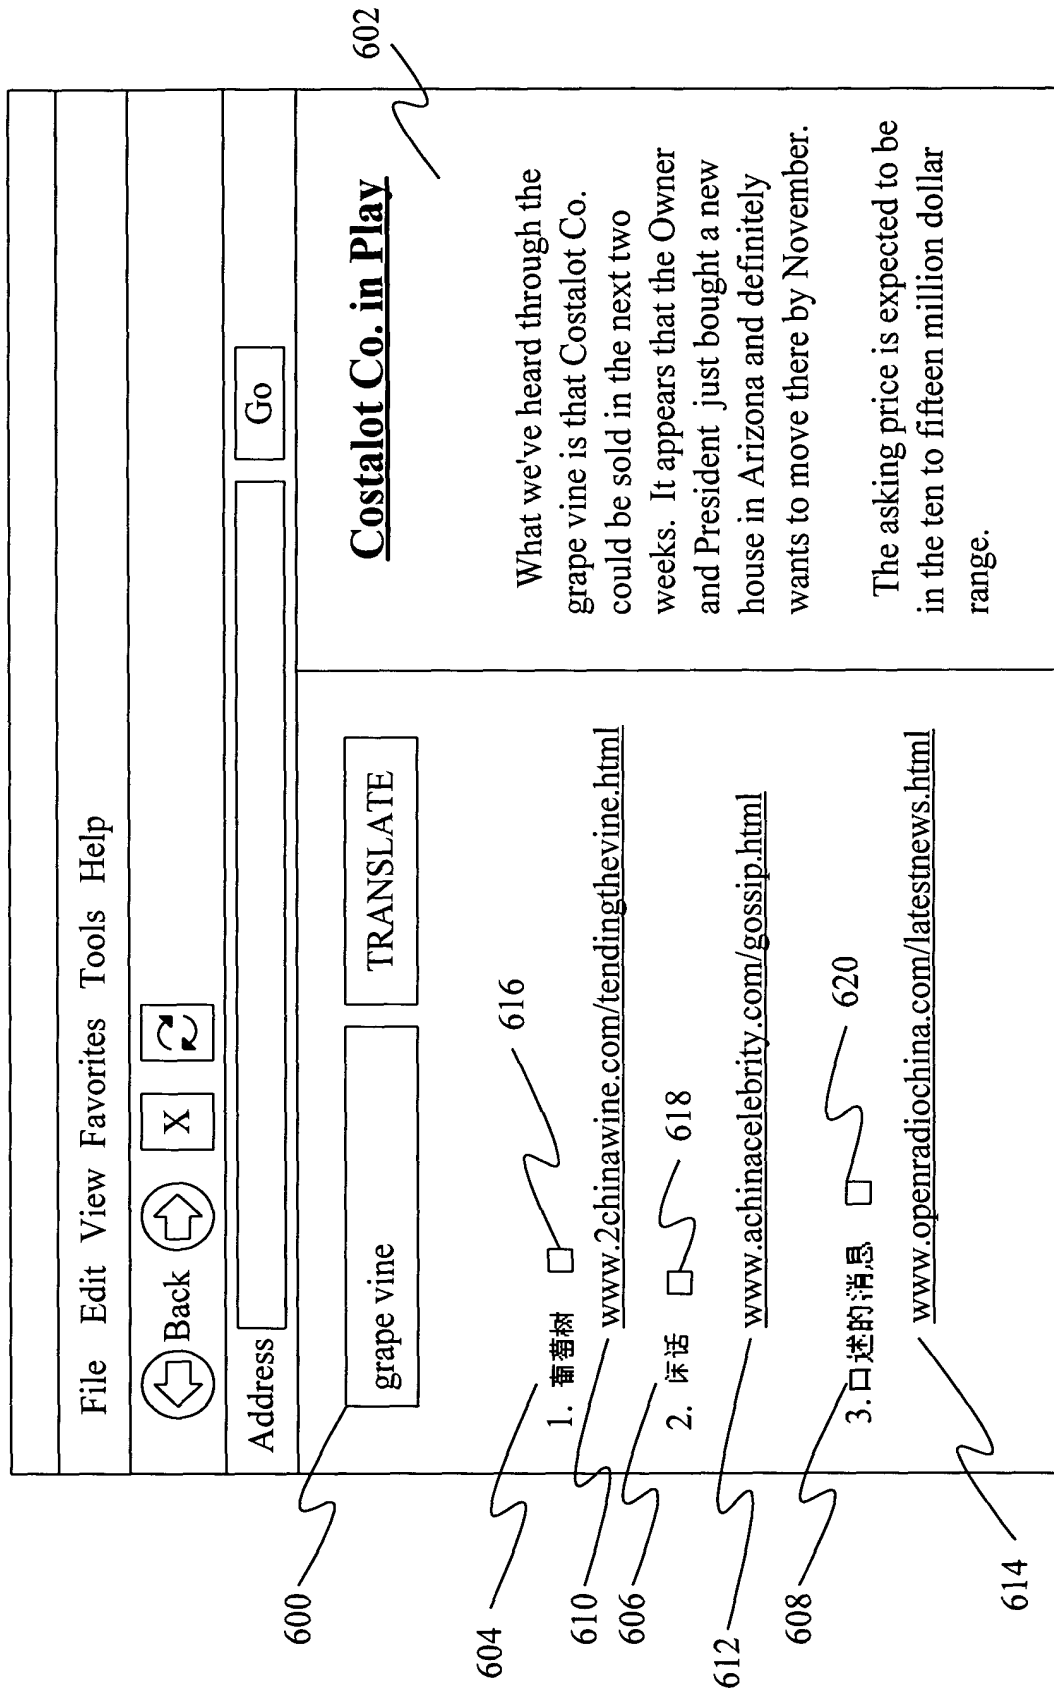 File Edit View Favorites Tools Help
Back X
Address Go
600
grape vine TRANSLATE
604 1. 葡萄树 616
610 www.2chinawine.com/tendingthevine.html
606 2. 闲话 618
612 www.achinacelebrity.com/gossip.html
608 3. 口述的消息 620
614 www.openradiochina.com/latestnews.html
602
Costalot Co. in Play
What we've heard through the
grape vine is that Costalot Co.
could be sold in the next two
weeks. It appears that the Owner
and President just bought a new
house in Arizona and definitely
wants to move there by November.
The asking price is expected to be
in the ten to fifteen million dollar
range.